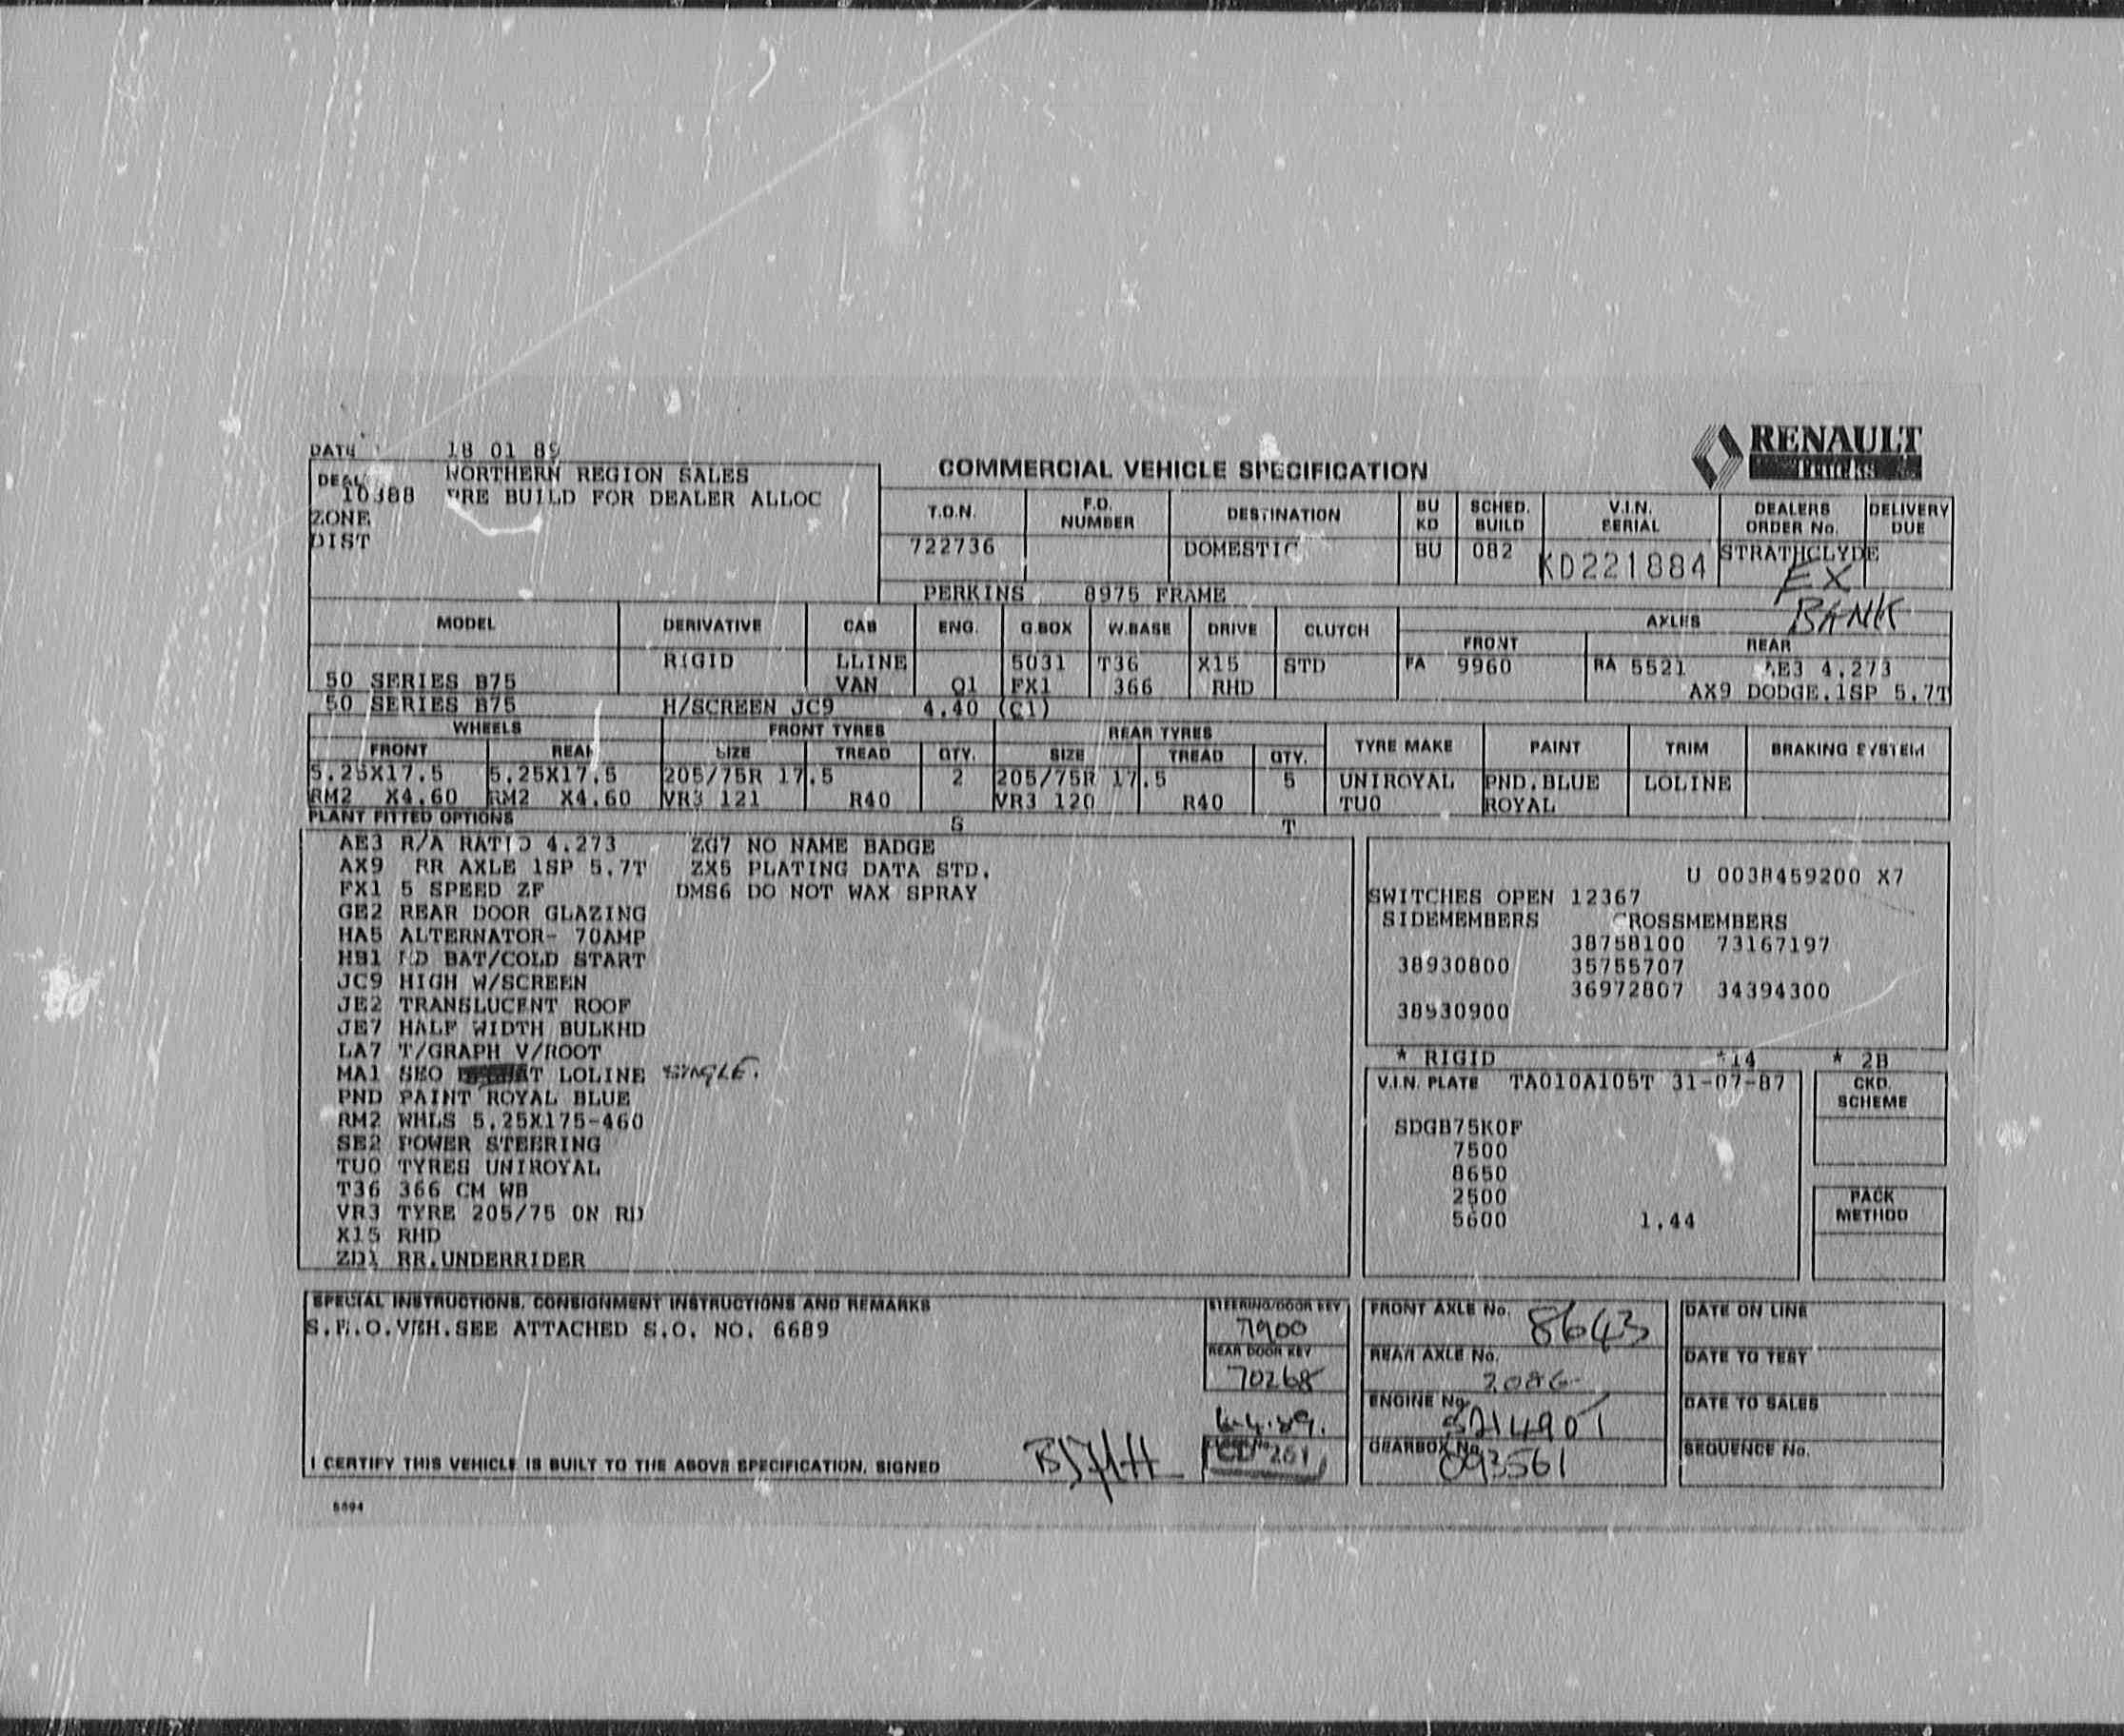 DATE 18 01 89
RENAULT
TRUCKS
DEAL NORTHERN REGION SALES
10388 PRE BUILD FOR DEALER ALLOC
ZONE
DIST
COMMERCIAL VEHICLE SPECIFICATION
T.O.N. F.O. NUMBER DESTINATION BU KD SCHED. BUILD V.I.N. SERIAL DEALERS ORDER No. DELIVERY DUE
722736 DOMESTIC BU 082 KD221884 STRATHCLYDE
EX BANK
PERKINS 8975 FRAME
MODEL DERIVATIVE CAB ENG. G.BOX W.BASE DRIVE CLUTCH AXLES
FRONT REAR
RIGID LLINE 5031 T36 X15 STD FA 9960 RA 5521 AE3 4.273
50 SERIES B75 VAN Q1 FX1 366 RHD AX9 DODGE.1SP 5.7T
50 SERIES B75 H/SCREEN JC9 4.40 (C1)
WHEELS FRONT TYRES REAR TYRES TYRE MAKE PAINT TRIM BRAKING SYSTEM
FRONT REAR SIZE TREAD QTY. SIZE TREAD QTY.
5.25X17.5 5.25X17.5 205/75R 17.5 2 205/75R 17.5 5 UNIROYAL PND.BLUE LOLINE
RM2 X4.60 RM2 X4.60 VR3 121 R40 VR3 120 R40 TU0 ROYAL
PLANT FITTED OPTIONS S T
AE3 R/A RATIO 4.273 ZG7 NO NAME BADGE
AX9 RR AXLE 1SP 5.7T ZX5 PLATING DATA STD.
FX1 5 SPEED ZF DMS6 DO NOT WAX SPRAY
GE2 REAR DOOR GLAZING
HA5 ALTERNATOR- 70AMP
HB1 HD BAT/COLD START
JC9 HIGH W/SCREEN
JE2 TRANSLUCENT ROOF
JE7 HALF WIDTH BULKHD
LA7 T/GRAPH V/ROOT
MA1 SEO LOLINE SINGLE.
PND PAINT ROYAL BLUE
RM2 WHLS 5.25X175-460
SE2 POWER STEERING
TU0 TYRES UNIROYAL
T36 366 CM WB
VR3 TYRE 205/75 ON RD
X15 RHD
ZD1 RR.UNDERRIDER
U 0038459200 X7
SWITCHES OPEN 12367
SIDEMEMBERS CROSSMEMBERS
38758100 73167197
38930800 35755707
36972807 34394300
38930900
* RIGID *14 * 2B
V.I.N. PLATE TA010A105T 31-07-87
SDGB75K0F
7500
8650
2500
5600 1.44
CKD. SCHEME
PACK METHOD
SPECIAL INSTRUCTIONS. CONSIGNMENT INSTRUCTIONS AND REMARKS
S.E.O.VEH.SEE ATTACHED S.O. NO. 6689
I CERTIFY THIS VEHICLE IS BUILT TO THE ABOVE SPECIFICATION. SIGNED
STEERING/DOOR KEY
7900
REAR DOOR KEY
70268
6.4.89.
261
FRONT AXLE No. 8643
REAR AXLE No. 2086
ENGINE No.
GEARBOX No. 093561
DATE ON LINE
DATE TO TEST
DATE TO SALES
SEQUENCE No.